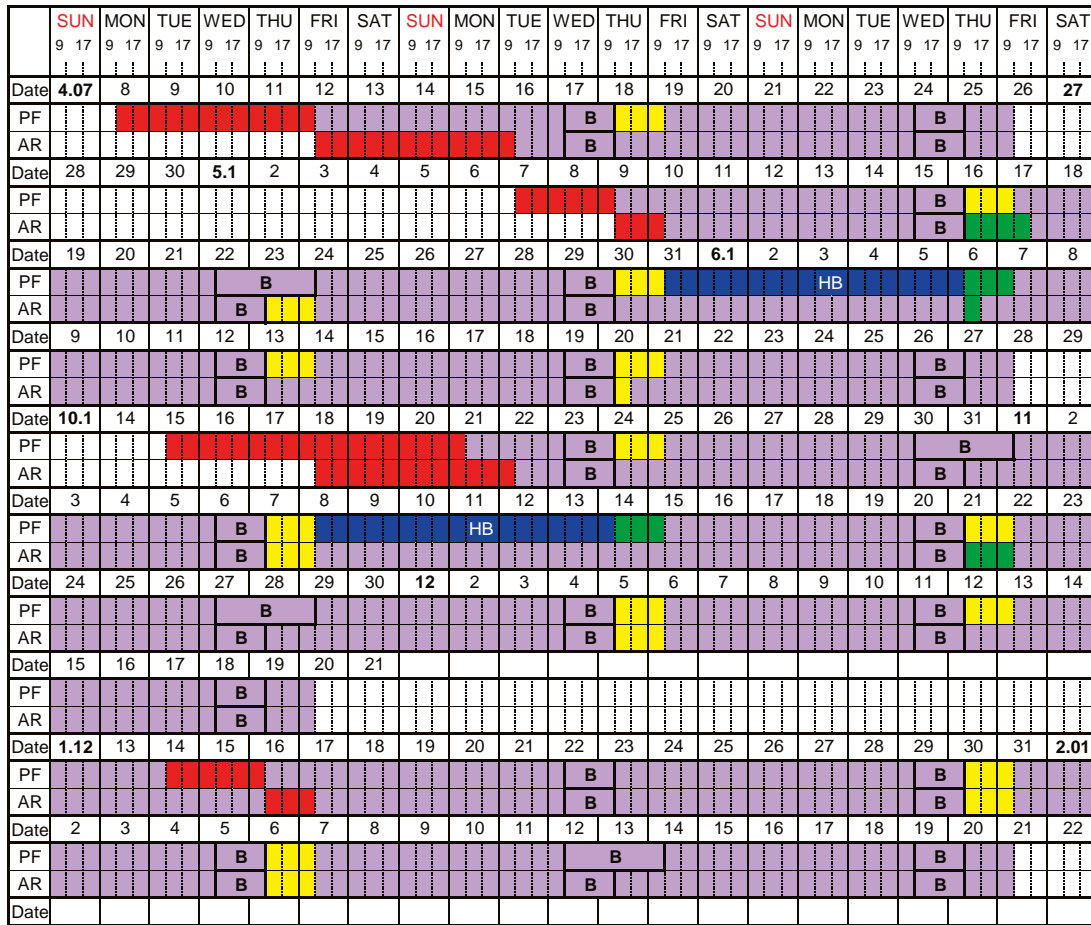 SUN MON TUE WED THU FRI SAT SUN MON TUE WED THU FRI SAT SUN MON TUE WED THU FRI SAT
9 17 9 17 9 17 9 17 9 17 9 17 9 17 9 17 9 17 9 17 9 17 9 17 9 17 9 17 9 17 9 17 9 17 9 17 9 17 9 17 9 17
Date 4.07 8 9 10 11 12 13 14 15 16 17 18 19 20 21 22 23 24 25 26 27
PF B B
AR B B
Date 28 29 30 5.1 2 3 4 5 6 7 8 9 10 11 12 13 14 15 16 17 18
PF B
AR B
Date 19 20 21 22 23 24 25 26 27 28 29 30 31 6.1 2 3 4 5 6 7 8
PF B B HB
AR B B
Date 9 10 11 12 13 14 15 16 17 18 19 20 21 22 23 24 25 26 27 28 29
PF B B B
AR B B B
Date 10.1 14 15 16 17 18 19 20 21 22 23 24 25 26 27 28 29 30 31 11 2
PF B B
AR B B
Date 3 4 5 6 7 8 9 10 11 12 13 14 15 16 17 18 19 20 21 22 23
PF B HB B
AR B B
Date 24 25 26 27 28 29 30 12 2 3 4 5 6 7 8 9 10 11 12 13 14
PF B B B
AR B B B
Date 15 16 17 18 19 20 21
PF B
AR B
Date 1.12 13 14 15 16 17 18 19 20 21 22 23 24 25 26 27 28 29 30 31 2.01
PF B B
AR B B
Date 2 3 4 5 6 7 8 9 10 11 12 13 14 15 16 17 18 19 20 21 22
PF B B B
AR B B B
Date